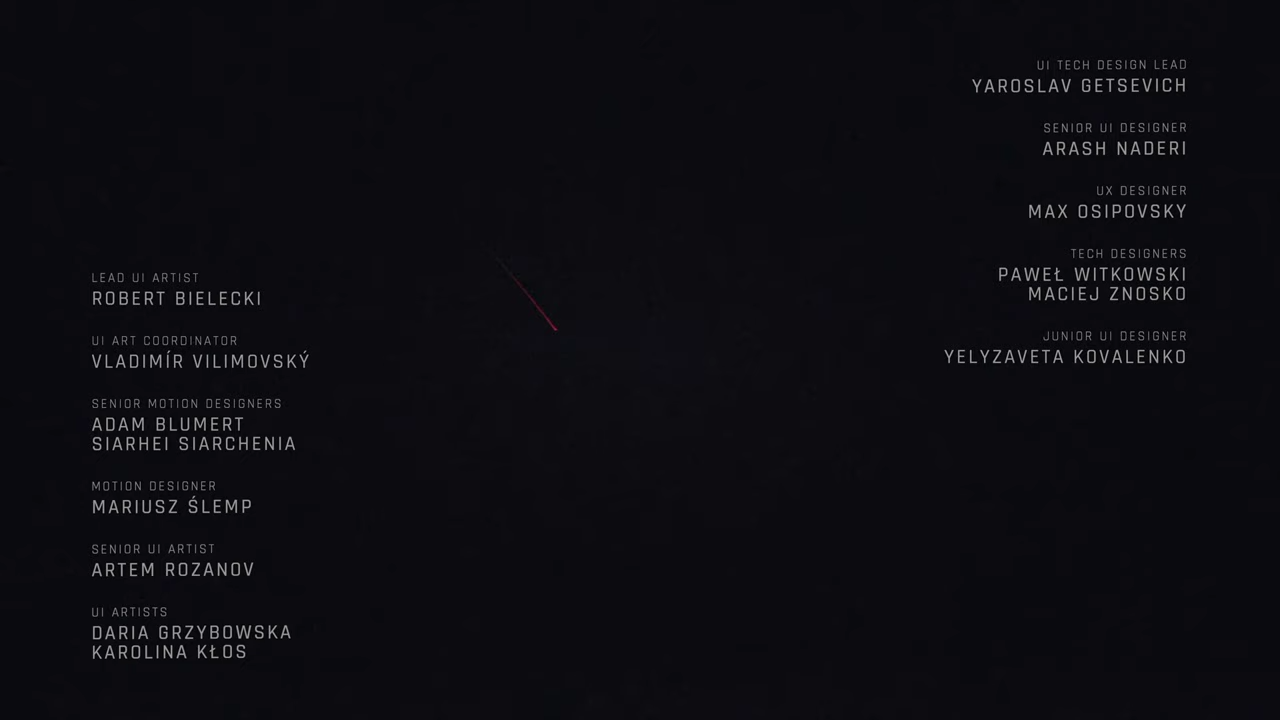 LEAD UI ARTIST
ROBERT BIELECKI
UI ART COORDINATOR
VLADIMÍR VILIMOVSKÝ
SENIOR MOTION DESIGNERS
ADAM BLUMERT
SIARHEI SIARCHENIA
MOTION DESIGNER
MARIUSZ ŚLEMP
SENIOR UI ARTIST
ARTEM ROZANOV
UI ARTISTS
DARIA GRZYBOWSKA
KAROLINA KŁOS
UI TECH DESIGN LEAD
YAROSLAV GETSEVICH
SENIOR UI DESIGNER
ARASH NADERI
UX DESIGNER
MAX OSIPOVSKY
TECH DESIGNERS
PAWEŁ WITKOWSKI
MACIEJ ZNOSKO
JUNIOR UI DESIGNER
YELYZAVETA KOVALENKO